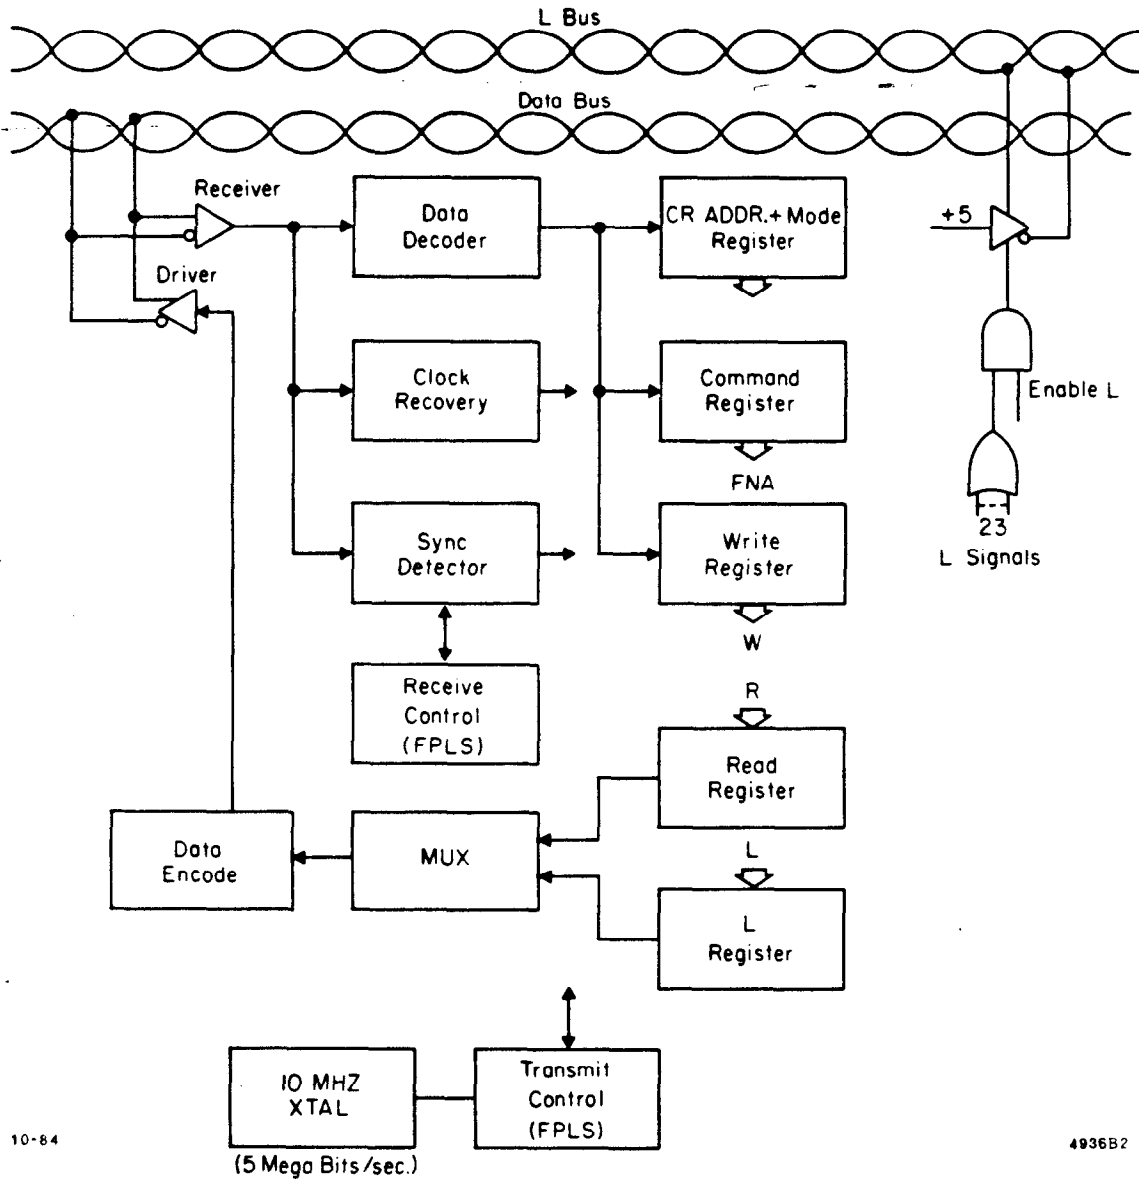 L Bus
Data Bus
Receiver
Driver
Data
Decoder
CR ADDR.+ Mode
Register
+5
Clock
Recovery
Command
Register
Enable L
FNA
Sync
Detector
Write
Register
23
L Signals
W
Receive
Control
(FPLS)
R
Read
Register
Data
Encode
MUX
L
L
Register
10 MHZ
XTAL
Transmit
Control
(FPLS)
(5 Mega Bits/sec.)
10-84
4936B2